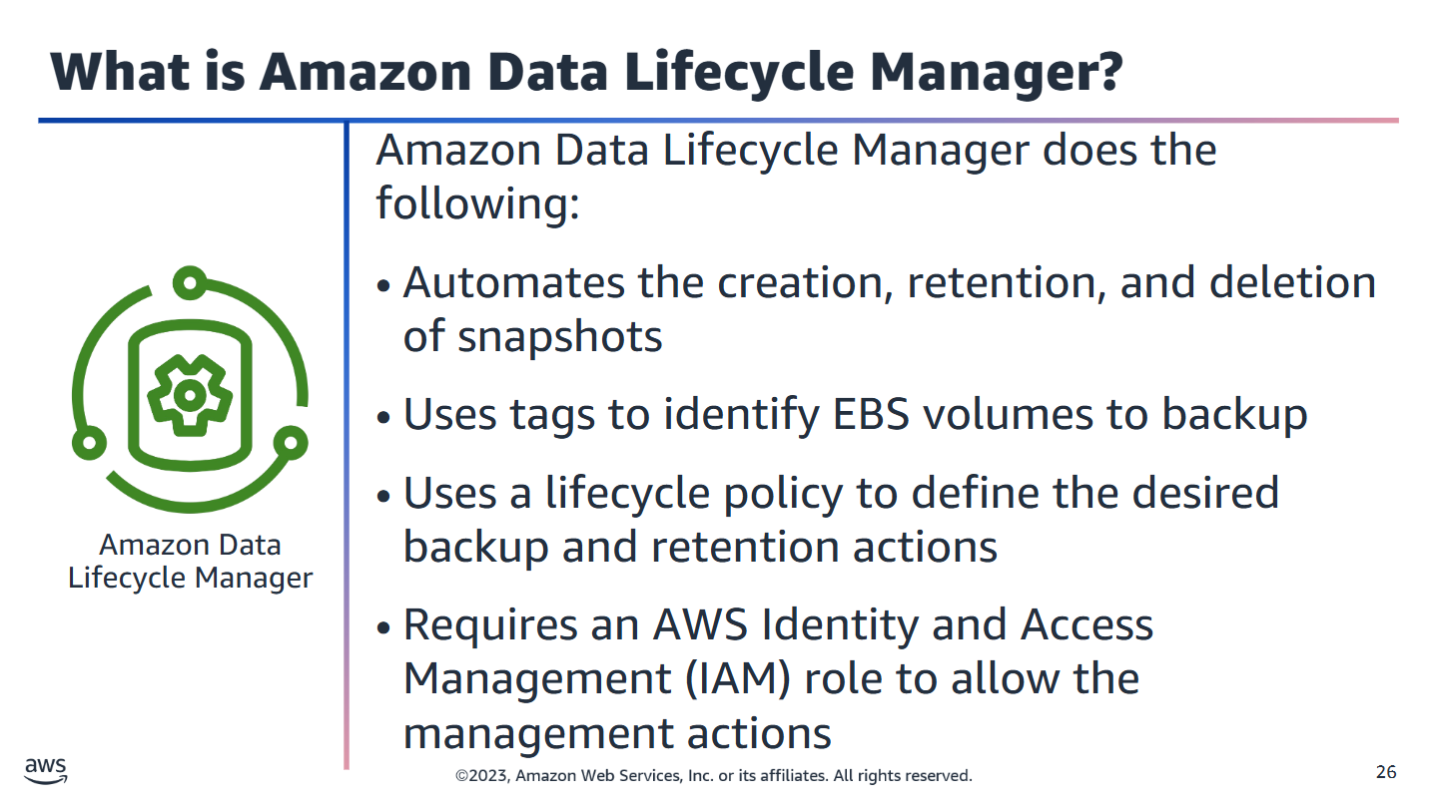 What is Amazon Data Lifecycle Manager?
Amazon Data Lifecycle Manager does the
following:
• Automates the creation, retention, and deletion
of snapshots
• Uses tags to identify EBS volumes to backup
• Uses a lifecycle policy to define the desired
backup and retention actions
• Requires an AWS Identity and Access
Management (IAM) role to allow the
management actions
Amazon Data
Lifecycle Manager
aws
©2023, Amazon Web Services, Inc. or its affiliates. All rights reserved.
26